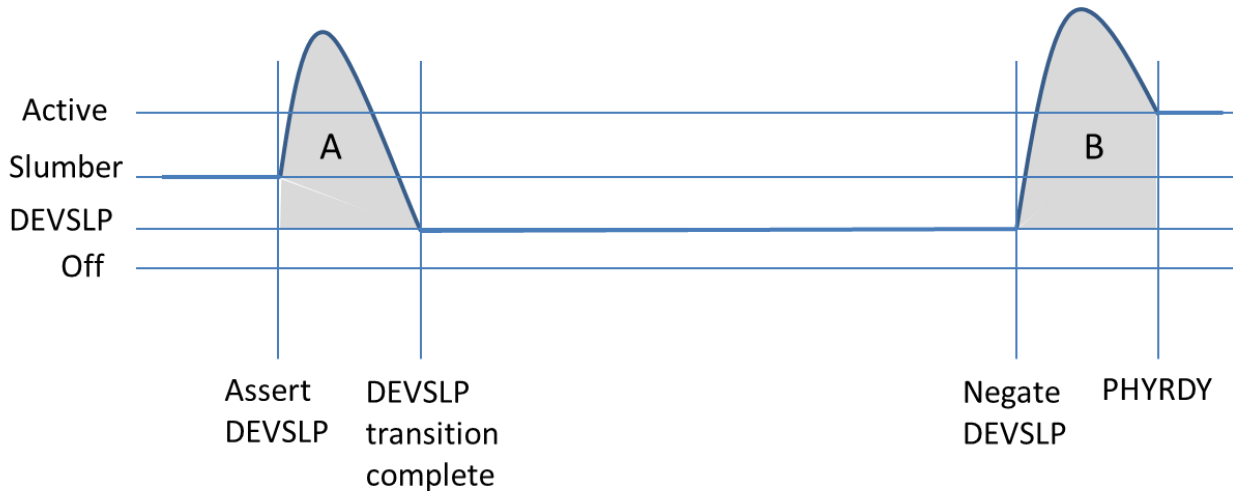 Active
Slumber
DEVSLP
Off
A
B
Assert
DEVSLP
DEVSLP
transition
complete
Negate
DEVSLP
PHYRDY